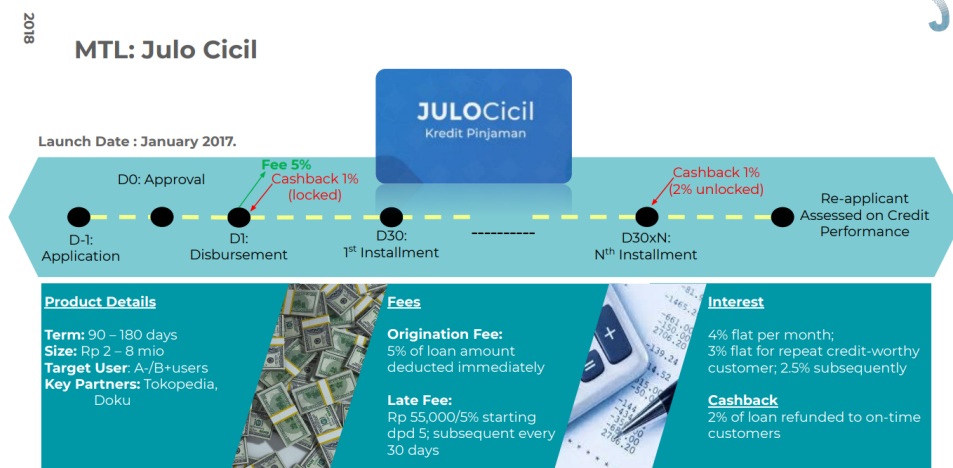 2018
MTL: Julo Cicil
JULOCicil
Kredit Pinjaman
Launch Date : January 2017.
Fee 5%
D0: Approval
Cashback 1%
(locked)
Cashback 1%
(2% unlocked)
Re-applicant
Assessed on Credit
Performance
D-1:
Application
D1:
Disbursement
D30:
1st Installment
----------
D30xN:
Nth Installment
Product Details
Term: 90 – 180 days
Size: Rp 2 – 8 mio
Target User: A-/B+users
Key Partners: Tokopedia,
Doku
Fees
Origination Fee:
5% of loan amount
deducted immediately
Late Fee:
Rp 55,000/5% starting
dpd 5; subsequent every
30 days
Interest
4% flat per month;
3% flat for repeat credit-worthy
customer; 2.5% subsequently
Cashback
2% of loan refunded to on-time
customers